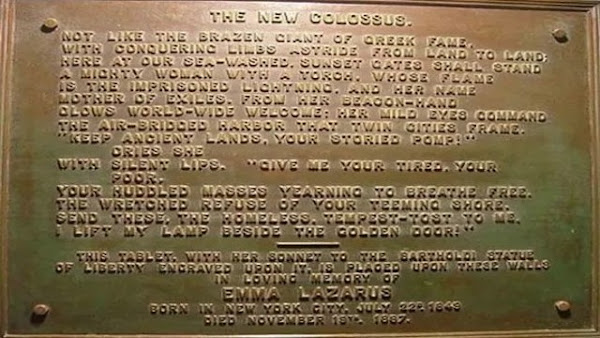 THE NEW COLOSSUS.
NOT LIKE THE BRAZEN GIANT OF GREEK FAME,
WITH CONQUERING LIMBS ASTRIDE FROM LAND TO LAND;
HERE AT OUR SEA-WASHED, SUNSET GATES SHALL STAND
A MIGHTY WOMAN WITH A TORCH, WHOSE FLAME
IS THE IMPRISONED LIGHTNING, AND HER NAME
MOTHER OF EXILES. FROM HER BEACON-HAND
GLOWS WORLD-WIDE WELCOME; HER MILD EYES COMMAND
THE AIR-BRIDGED HARBOR THAT TWIN CITIES FRAME.
"KEEP ANCIENT LANDS, YOUR STORIED POMP!"
CRIES SHE
WITH SILENT LIPS. "GIVE ME YOUR TIRED, YOUR
POOR,
YOUR HUDDLED MASSES YEARNING TO BREATHE FREE,
THE WRETCHED REFUSE OF YOUR TEEMING SHORE.
SEND THESE, THE HOMELESS, TEMPEST-TOST TO ME,
I LIFT MY LAMP BESIDE THE GOLDEN DOOR!"
THIS TABLET, WITH HER SONNET TO THE BARTHOLDI STATUE
OF LIBERTY ENGRAVED UPON IT, IS PLACED UPON THESE WALLS
IN LOVING MEMORY OF
EMMA LAZARUS
BORN IN NEW YORK CITY, JULY 22D, 1849
DIED NOVEMBER 19TH, 1887.